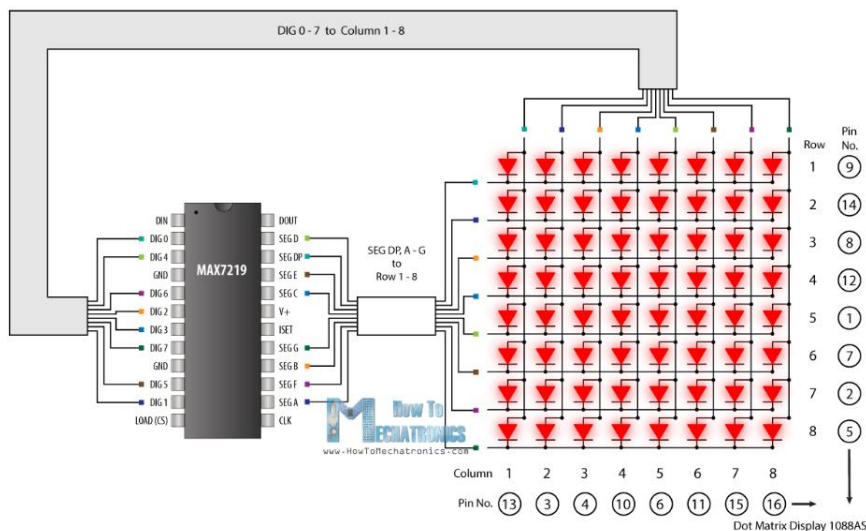 DIG 0 - 7 to Column 1 - 8
Pin
Row No.
1 9
2 14
3 8
4 12
5 1
6 7
7 2
8 5
DIN DOUT
DIG 0 SEG D
DIG 4 SEG DP
GND SEG E
DIG 6 SEG C
DIG 2 V+
DIG 3 ISET
DIG 7 SEG G
GND SEG B
DIG 5 SEG F
DIG 1 SEG A
LOAD (CS) CLK
MAX7219
SEG DP, A - G
to
Row 1 - 8
How To
MECHATRONICS
www.HowToMechatronics.com
Column 1 2 3 4 5 6 7 8
Pin No. 13 3 4 10 6 11 15 16
Dot Matrix Display 1088AS